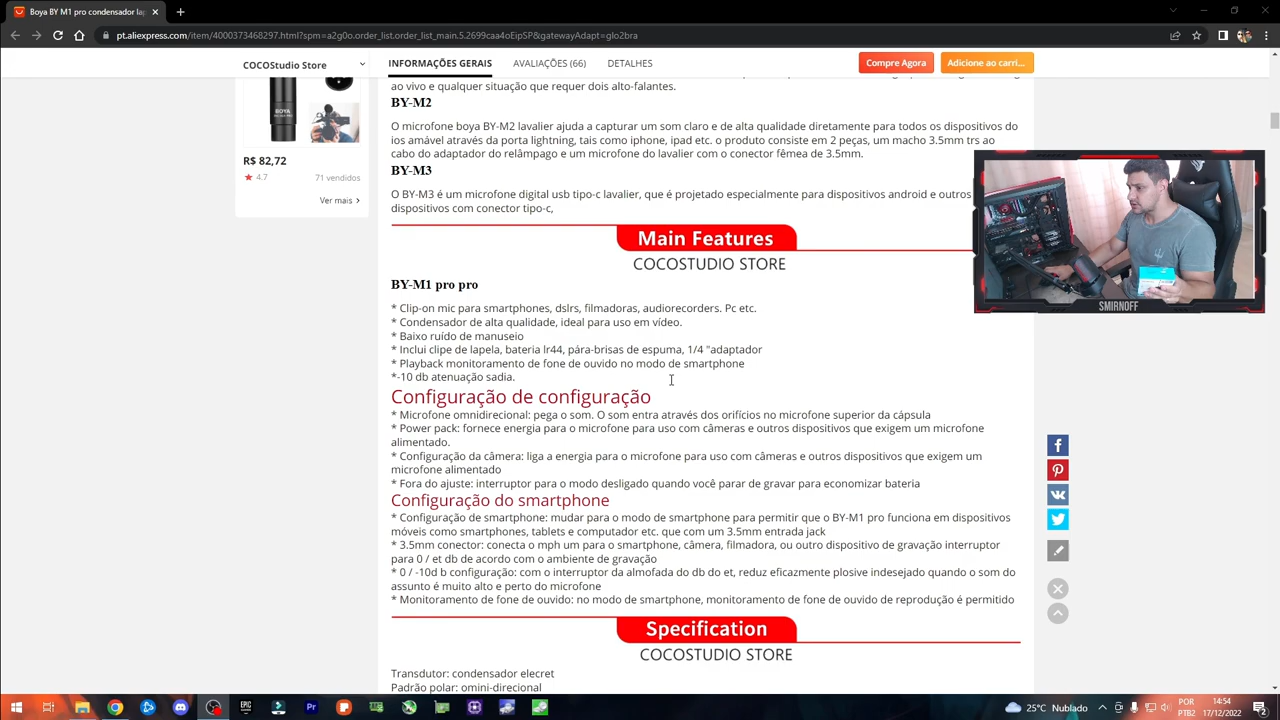 Boya BY M1 pro condensador lap
pt.aliexpress.com/item/4000373468297.html?spm=a2g0o.order_list.order_list_main.5.2699caa4oEipSP&gatewayAdapt=glo2bra
COCOStudio Store
INFORMAÇÕES GERAIS
AVALIAÇÕES (66)
DETALHES
Compre Agora
Adicione ao carri...
BOYA
R$ 82,72
4.7
71 vendidos
Ver mais
ao vivo e qualquer situação que requer dois alto-falantes.
BY-M2
O microfone boya BY-M2 lavalier ajuda a capturar um som claro e de alta qualidade diretamente para todos os dispositivos do
ios amável através da porta lightning, tais como iphone, ipad etc. o produto consiste em 2 peças, um macho 3.5mm trs ao
cabo do adaptador do relâmpago e um microfone do lavalier com o conector fêmea de 3.5mm.
BY-M3
O BY-M3 é um microfone digital usb tipo-c lavalier, que é projetado especialmente para dispositivos android e outros
dispositivos com conector tipo-c,
Main Features
COCOSTUDIO STORE
BY-M1 pro pro
* Clip-on mic para smartphones, dslrs, filmadoras, audiorecorders. Pc etc.
* Condensador de alta qualidade, ideal para uso em vídeo.
* Baixo ruído de manuseio
* Inclui clipe de lapela, bateria lr44, pára-brisas de espuma, 1/4 "adaptador
* Playback monitoramento de fone de ouvido no modo de smartphone
*-10 db atenuação sadia.
Configuração de configuração
* Microfone omnidirecional: pega o som. O som entra através dos orifícios no microfone superior da cápsula
* Power pack: fornece energia para o microfone para uso com câmeras e outros dispositivos que exigem um microfone
alimentado.
* Configuração da câmera: liga a energia para o microfone para uso com câmeras e outros dispositivos que exigem um
microfone alimentado
* Fora do ajuste: interruptor para o modo desligado quando você parar de gravar para economizar bateria
Configuração do smartphone
* Configuração de smartphone: mudar para o modo de smartphone para permitir que o BY-M1 pro funciona em dispositivos
móveis como smartphones, tablets e computador etc. que com um 3.5mm entrada jack
* 3.5mm conector: conecta o mph um para o smartphone, câmera, filmadora, ou outro dispositivo de gravação interruptor
para 0 / et db de acordo com o ambiente de gravação
* 0 / -10d b configuração: com o interruptor da almofada do db do et, reduz eficazmente plosive indesejado quando o som do
assunto é muito alto e perto do microfone
* Monitoramento de fone de ouvido: no modo de smartphone, monitoramento de fone de ouvido de reprodução é permitido
Specification
COCOSTUDIO STORE
Transdutor: condensador elecret
Padrão polar: omini-direcional
SMIRNOFF
EPIC
Pr
25°C Nublado
POR
PTB2
14:54
17/12/2022
2